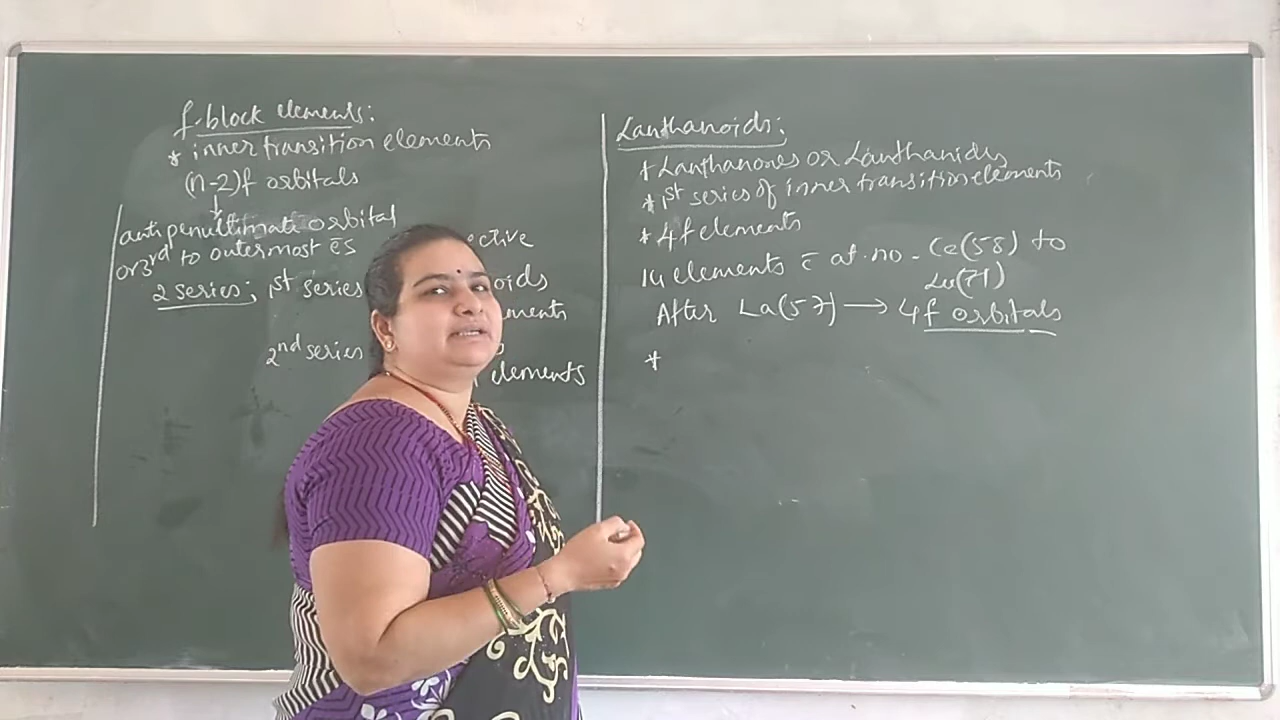 f-block elements:
* inner transition elements
(n-2)f orbitals
↓
anti penultimate orbital
or 3rd to outermost ēs
2 series; 1st series
2nd series
elements
Lanthanoids:
* Lanthanones or Lanthanides
* 1st series of inner transition elements
* 4f elements
14 elements c̄ at. no - Ce(58) to
Lu(71)
After La(57) → 4f orbitals
*